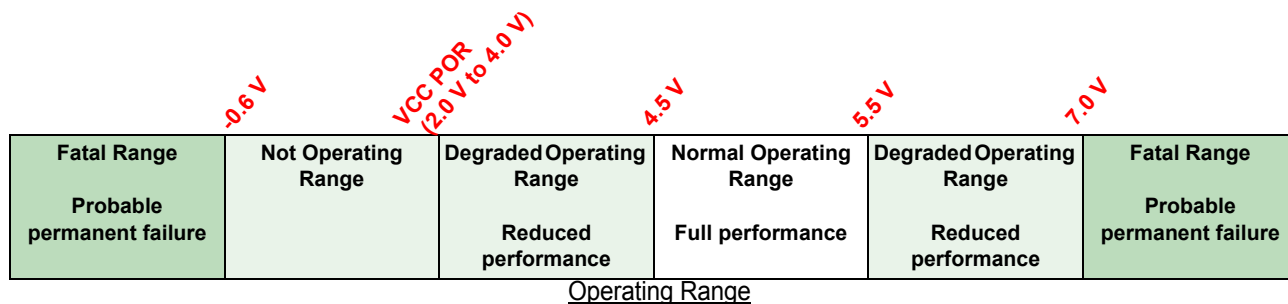 -0.6 V
VCC POR
(2.0 V to 4.0 V)
4.5 V
5.5 V
7.0 V
Fatal Range
Probable
permanent failure
Not Operating
Range
Degraded Operating
Range
Reduced
performance
Normal Operating
Range
Full performance
Degraded Operating
Range
Reduced
performance
Fatal Range
Probable
permanent failure
Operating Range